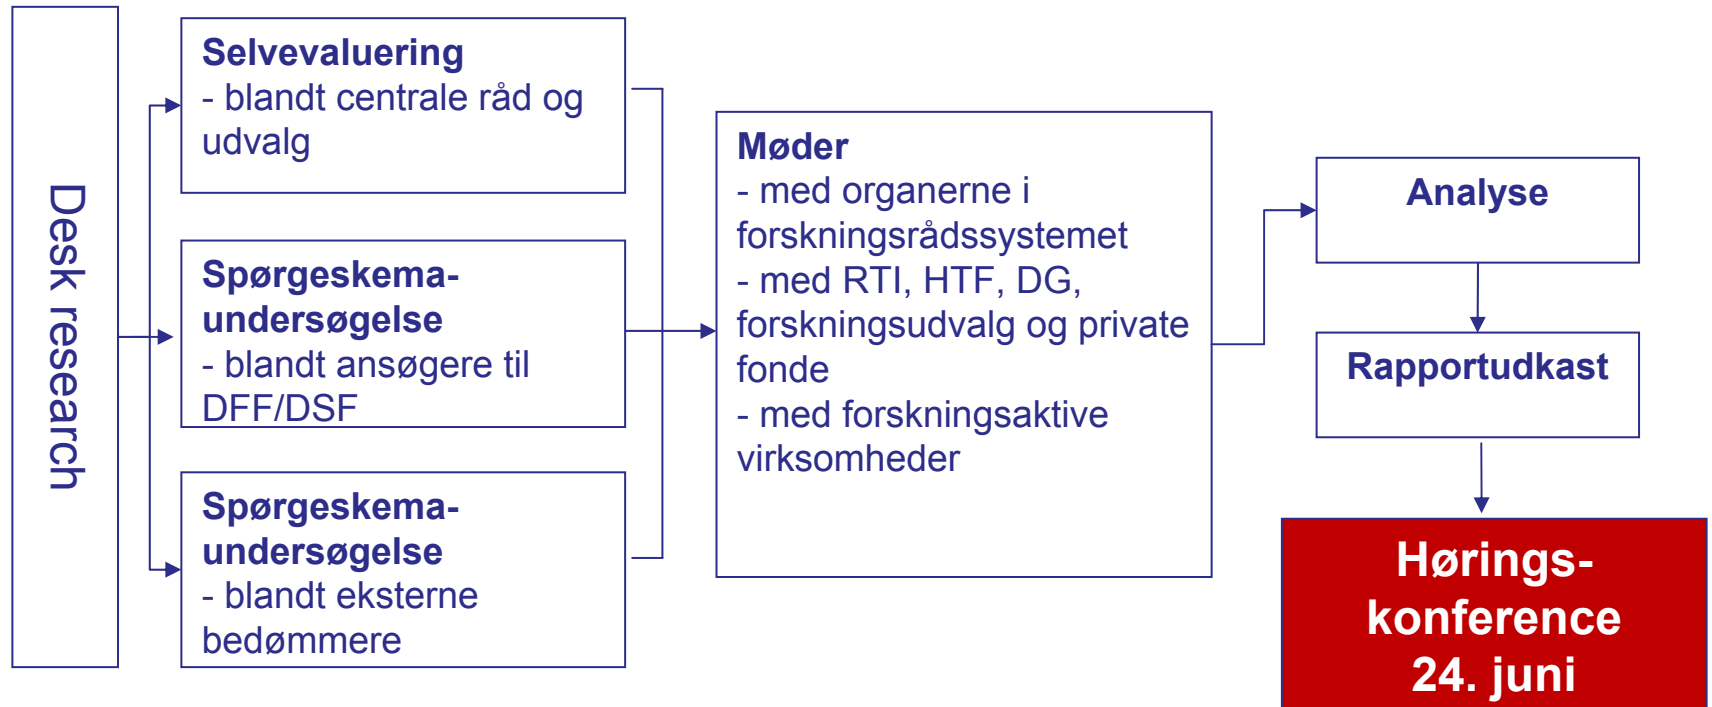 Desk research
Selvevaluering
- blandt centrale råd og
udvalg
Spørgeskema-
undersøgelse
- blandt ansøgere til
DFF/DSF
Spørgeskema-
undersøgelse
- blandt eksterne
bedømmere
Møder
- med organerne i
forskningsrådssystemet
- med RTI, HTF, DG,
forskningsudvalg og private
fonde
- med forskningsaktive
virksomheder
Analyse
Rapportudkast
Hørings-
konference
24. juni